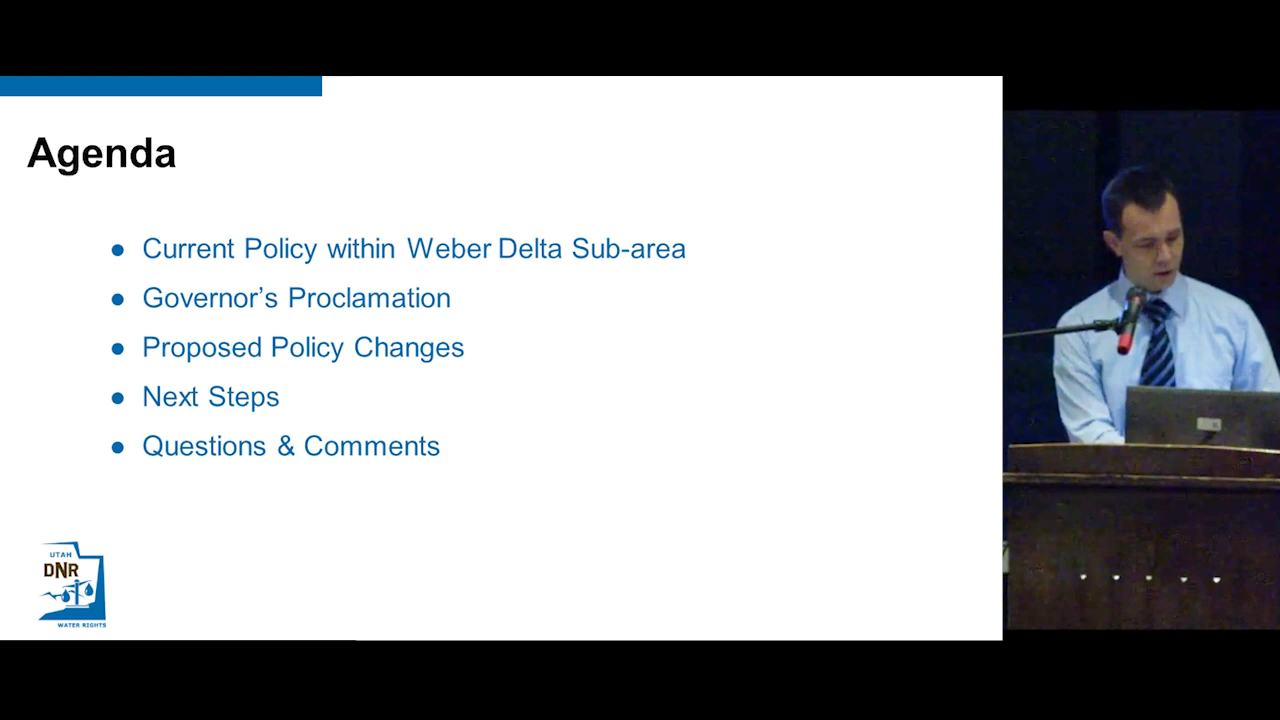 Agenda
● Current Policy within Weber Delta Sub-area
● Governor’s Proclamation
● Proposed Policy Changes
● Next Steps
● Questions & Comments
UTAH
DNR
WATER RIGHTS